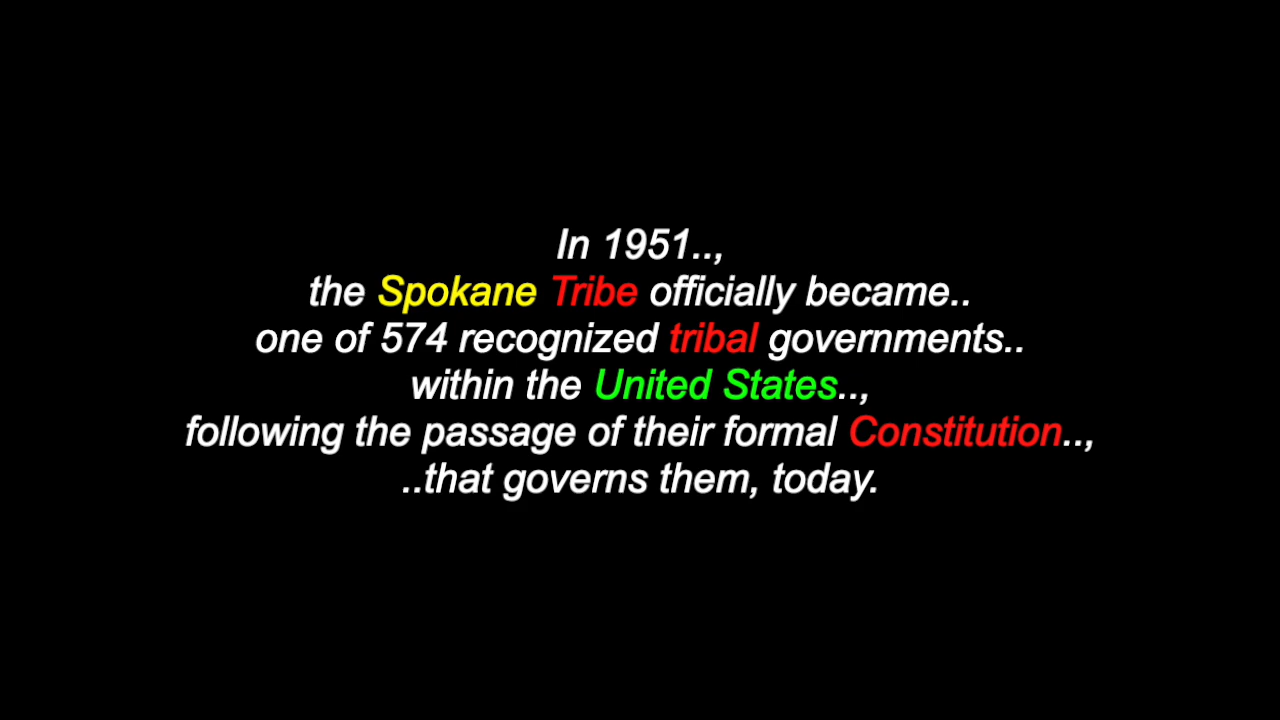 In 1951..,
the Spokane Tribe officially became..
one of 574 recognized tribal governments..
within the United States..,
following the passage of their formal Constitution..,
..that governs them, today.